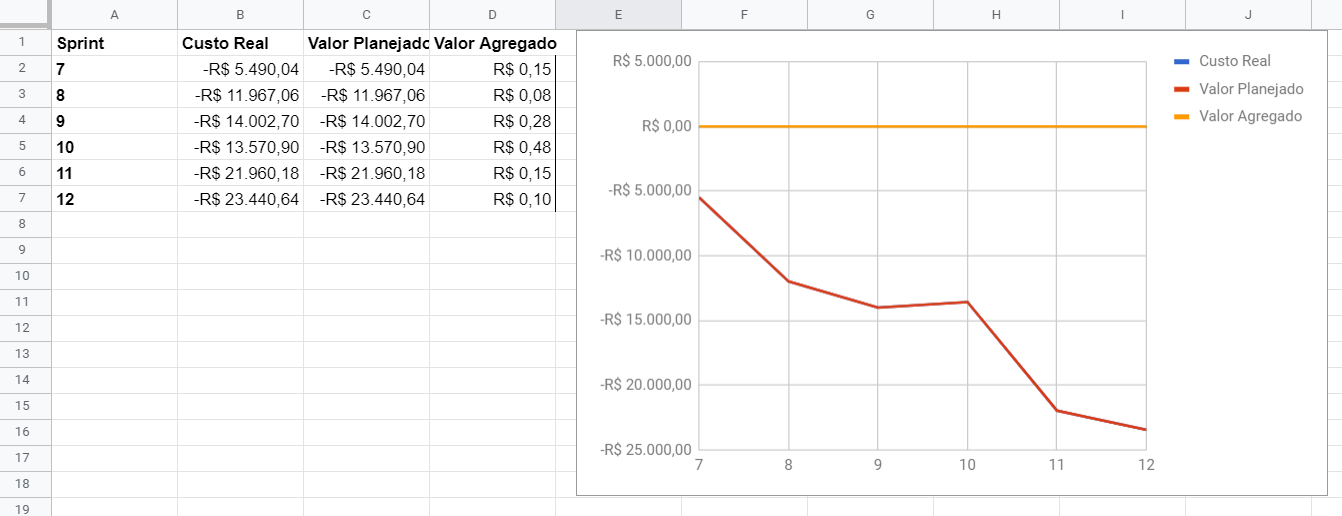 A B C D E F G H I J
1 Sprint Custo Real Valor Planejado Valor Agregado
2 7 -R$ 5.490,04 -R$ 5.490,04 R$ 0,15
3 8 -R$ 11.967,06 -R$ 11.967,06 R$ 0,08
4 9 -R$ 14.002,70 -R$ 14.002,70 R$ 0,28
5 10 -R$ 13.570,90 -R$ 13.570,90 R$ 0,48
6 11 -R$ 21.960,18 -R$ 21.960,18 R$ 0,15
7 12 -R$ 23.440,64 -R$ 23.440,64 R$ 0,10
8
9
10
11
12
13
14
15
16
17
18
19
R$ 5.000,00
R$ 0,00
-R$ 5.000,00
-R$ 10.000,00
-R$ 15.000,00
-R$ 20.000,00
-R$ 25.000,00
7 8 9 10 11 12
Custo Real
Valor Planejado
Valor Agregado